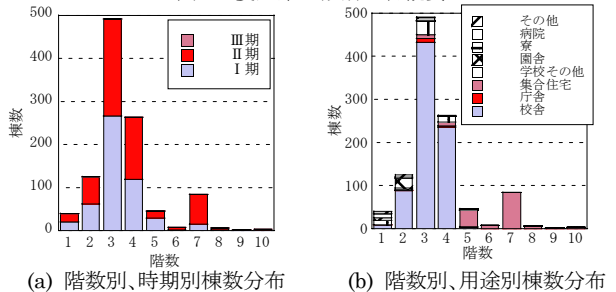 500
400
300
200
100
0
棟数
Ⅲ期
Ⅱ期
Ⅰ期
1 2 3 4 5 6 7 8 9 10
階数
(a) 階数別、時期別棟数分布
500
400
300
200
100
0
棟数
その他
病院
寮
園舎
学校その他
集合住宅
庁舎
校舎
1 2 3 4 5 6 7 8 9 10
階数
(b) 階数別、用途別棟数分布